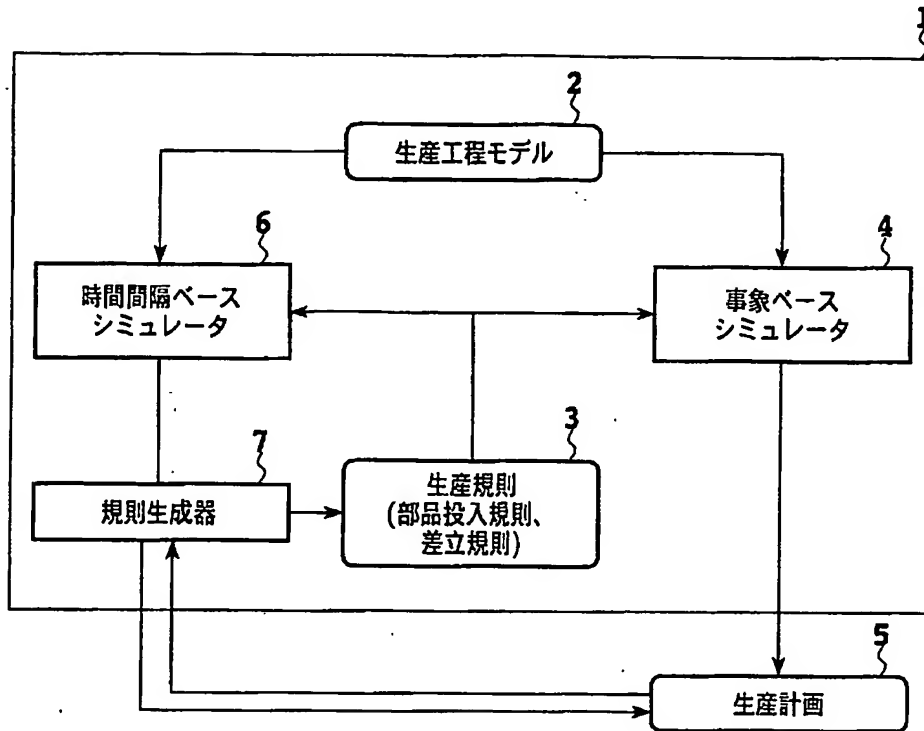 1
2
生産工程モデル
6
時間間隔ベース
シミュレータ
4
事象ベース
シミュレータ
7
規則生成器
3
生産規則
(部品投入規則、
差立規則)
5
生産計画